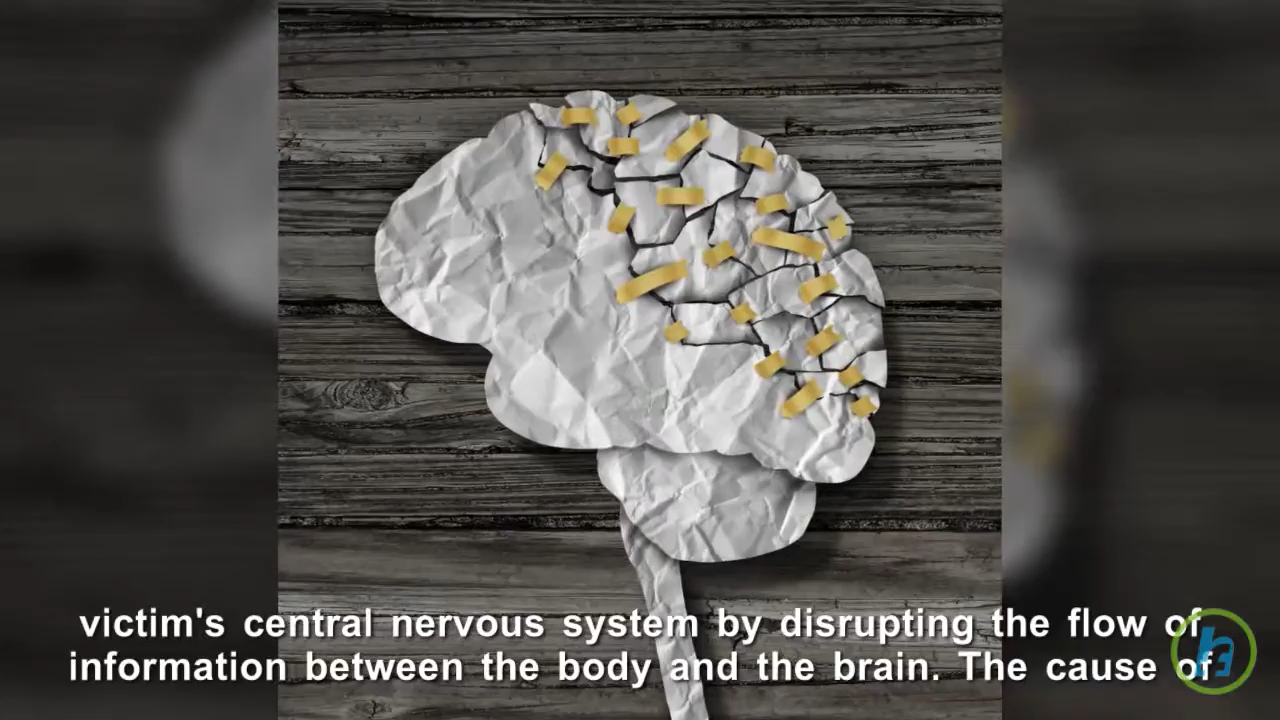 victim's central nervous system by disrupting the flow of
information between the body and the brain. The cause of